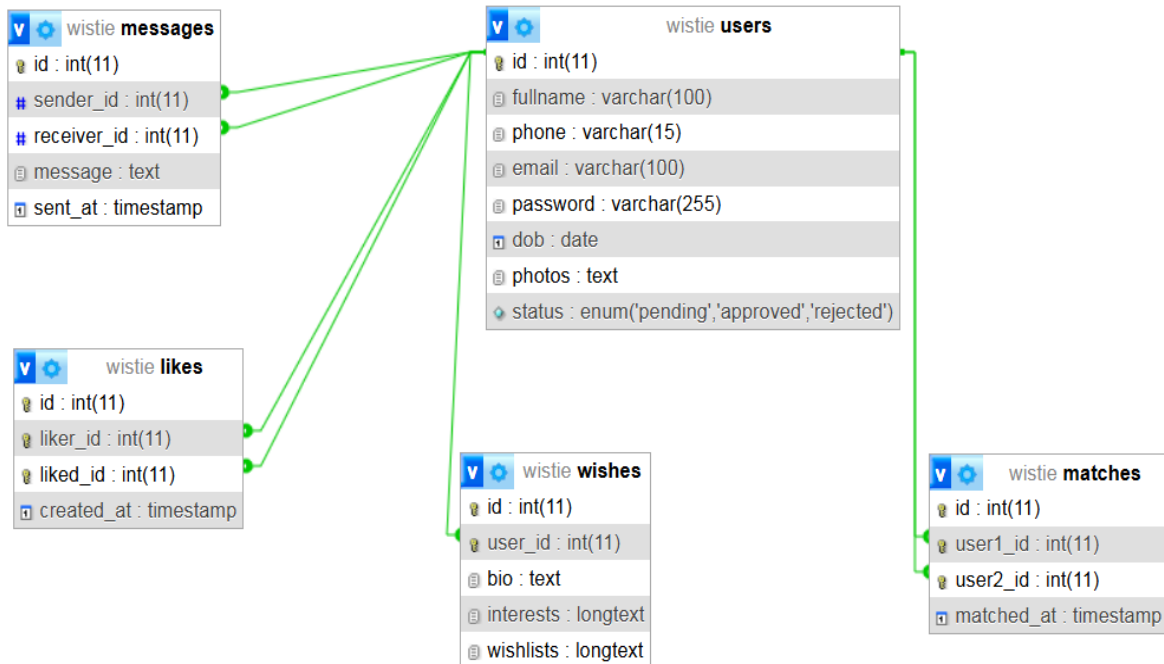 v wistie messages
id : int(11)
# sender_id : int(11)
# receiver_id : int(11)
message : text
sent_at : timestamp
v wistie users
id : int(11)
fullname : varchar(100)
phone : varchar(15)
email : varchar(100)
password : varchar(255)
dob : date
photos : text
status : enum('pending','approved','rejected')
v wistie likes
id : int(11)
liker_id : int(11)
liked_id : int(11)
created_at : timestamp
v wistie wishes
id : int(11)
user_id : int(11)
bio : text
interests : longtext
wishlists : longtext
v wistie matches
id : int(11)
user1_id : int(11)
user2_id : int(11)
matched_at : timestamp